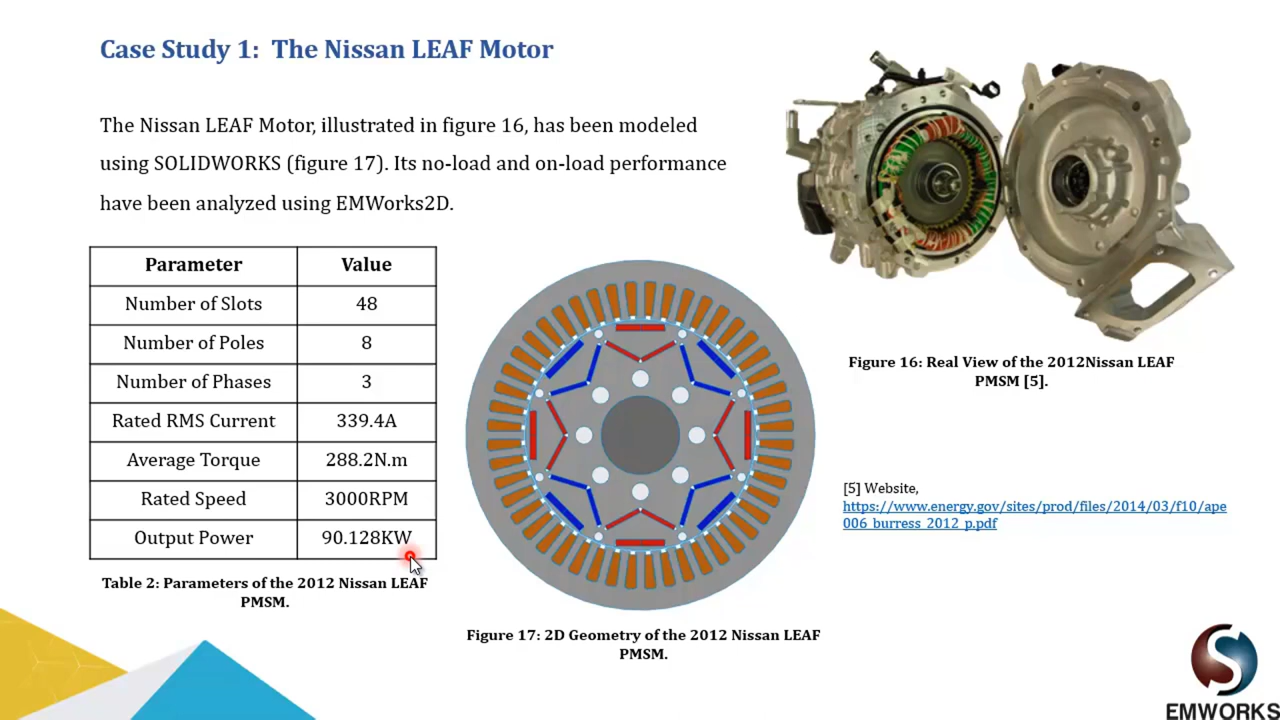 Case Study 1:  The Nissan LEAF Motor
The Nissan LEAF Motor, illustrated in figure 16, has been modeled
using SOLIDWORKS (figure 17). Its no-load and on-load performance
have been analyzed using EMWorks2D.
Parameter Value
Number of Slots 48
Number of Poles 8
Number of Phases 3
Rated RMS Current 339.4A
Average Torque 288.2N.m
Rated Speed 3000RPM
Output Power 90.128KW
Table 2: Parameters of the 2012 Nissan LEAF
PMSM.
Figure 17: 2D Geometry of the 2012 Nissan LEAF
PMSM.
Figure 16: Real View of the 2012Nissan LEAF
PMSM [5].
[5] Website,
https://www.energy.gov/sites/prod/files/2014/03/f10/ape
006_burress_2012_p.pdf
EMWORKS